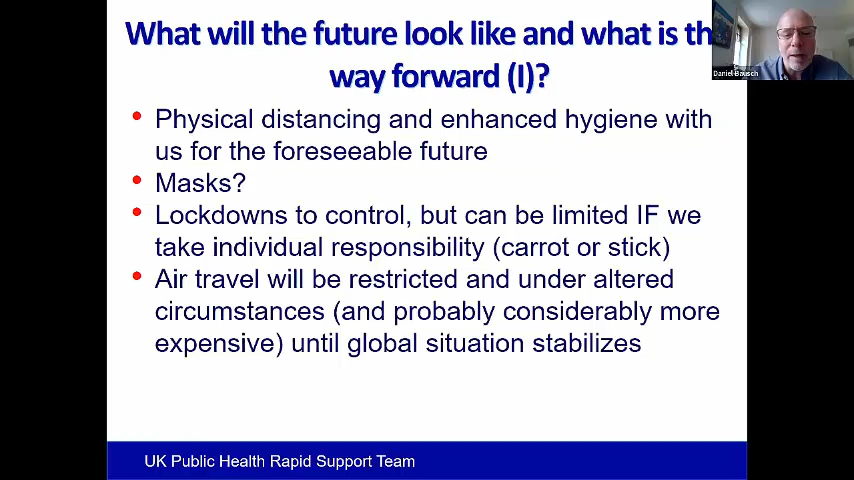 What will the future look like and what is th
way forward (I)?
Daniel Bausch
• Physical distancing and enhanced hygiene with
us for the foreseeable future
• Masks?
• Lockdowns to control, but can be limited IF we
take individual responsibility (carrot or stick)
• Air travel will be restricted and under altered
circumstances (and probably considerably more
expensive) until global situation stabilizes
UK Public Health Rapid Support Team